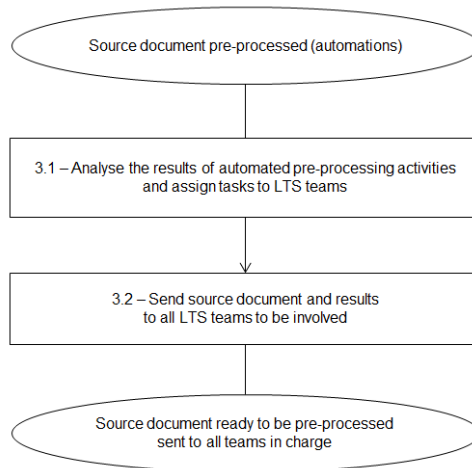 Source document pre-processed (automations)
3.1 – Analyse the results of automated pre-processing activities
and assign tasks to LTS teams
3.2 – Send source document and results
to all LTS teams to be involved
Source document ready to be pre-processed
sent to all teams in charge